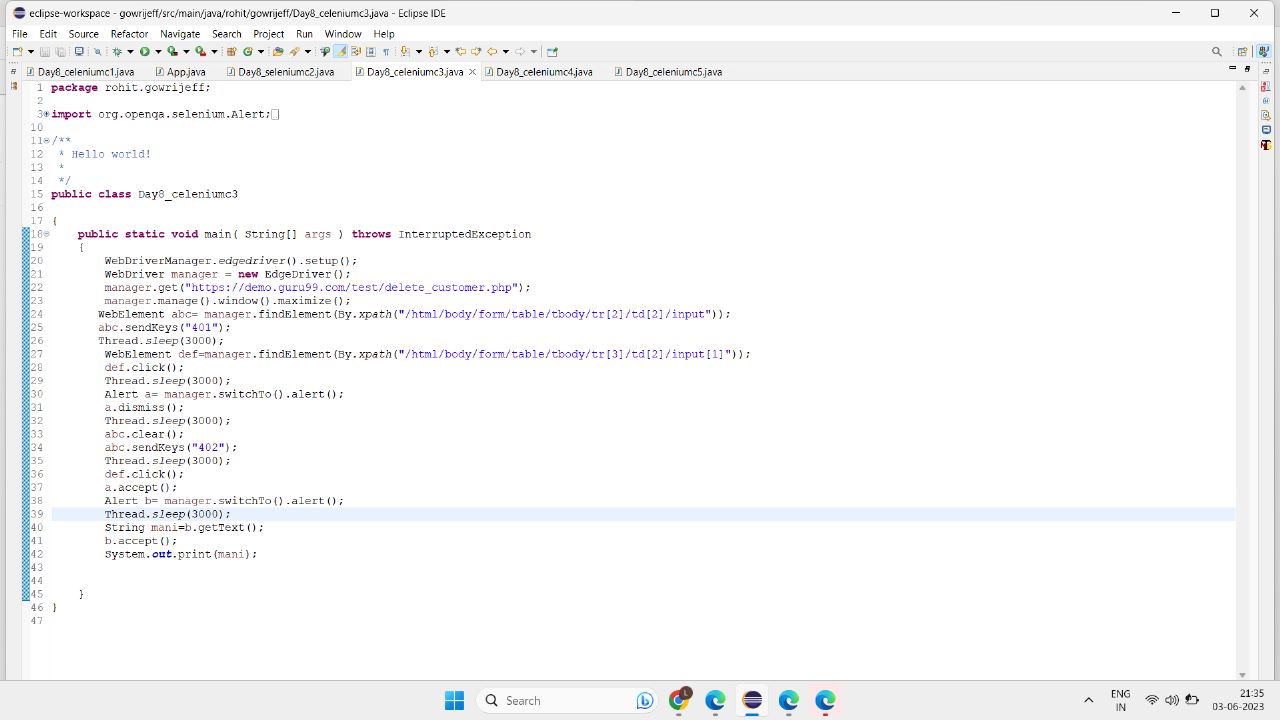 eclipse-workspace - gowrijeff/src/main/java/rohit/gowrijeff/Day8_celeniumc3.java - Eclipse IDE
File Edit Source Refactor Navigate Search Project Run Window Help
Day8_celeniumc1.java App.java Day8_seleniumc2.java Day8_celeniumc3.java Day8_celeniumc4.java Day8_celeniumc5.java
1 package rohit.gowrijeff;
2
3 import org.openqa.selenium.Alert;
10
11 /**
12 * Hello world!
13 *
14 */
15 public class Day8_celeniumc3
16
17 {
18 public static void main( String[] args ) throws InterruptedException
19 {
20 WebDriverManager.edgedriver().setup();
21 WebDriver manager = new EdgeDriver();
22 manager.get("https://demo.guru99.com/test/delete_customer.php");
23 manager.manage().window().maximize();
24 WebElement abc= manager.findElement(By.xpath("/html/body/form/table/tbody/tr[2]/td[2]/input"));
25 abc.sendKeys("401");
26 Thread.sleep(3000);
27 WebElement def=manager.findElement(By.xpath("/html/body/form/table/tbody/tr[3]/td[2]/input[1]"));
28 def.click();
29 Thread.sleep(3000);
30 Alert a= manager.switchTo().alert();
31 a.dismiss();
32 Thread.sleep(3000);
33 abc.clear();
34 abc.sendKeys("402");
35 Thread.sleep(3000);
36 def.click();
37 a.accept();
38 Alert b= manager.switchTo().alert();
39 Thread.sleep(3000);
40 String mani=b.getText();
41 b.accept();
42 System.out.print(mani);
43
44
45 }
46 }
47
Search
ENG
IN
21:35
03-06-2023